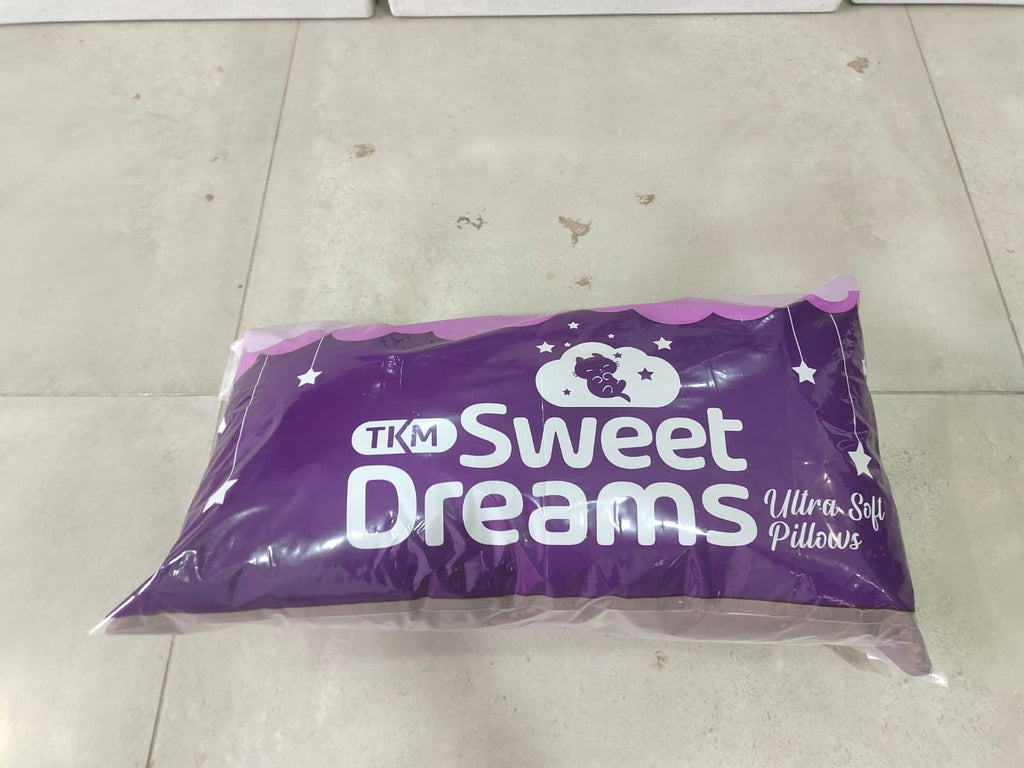 TKM Sweet
Dreams
Ultra Soft
Pillows